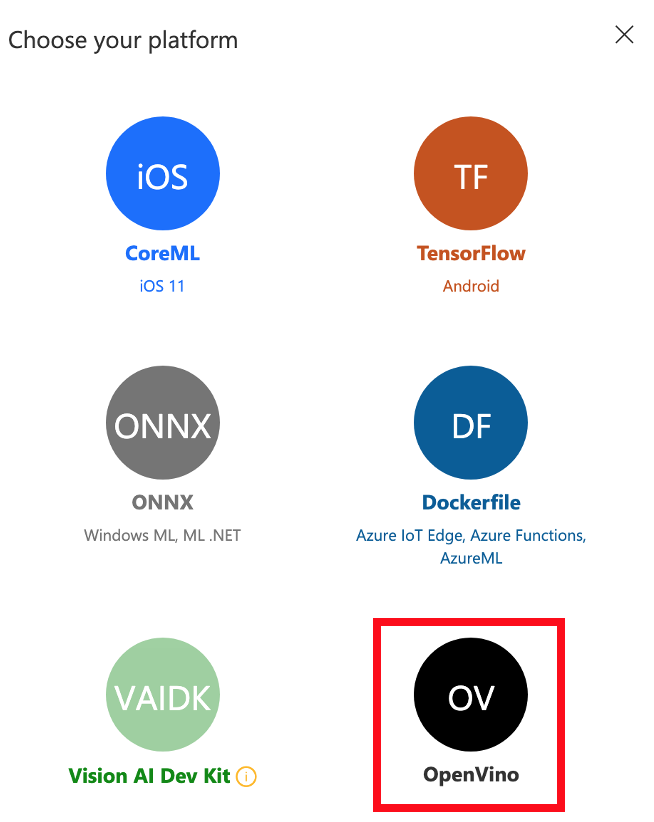 Choose your platform
iOS
TF
CoreML
TensorFlow
iOS 11
Android
ONNX
DF
ONNX
Dockerfile
Windows ML, ML .NET
Azure IoT Edge, Azure Functions,
AzureML
VAIDK
OV
Vision AI Dev Kit
OpenVino